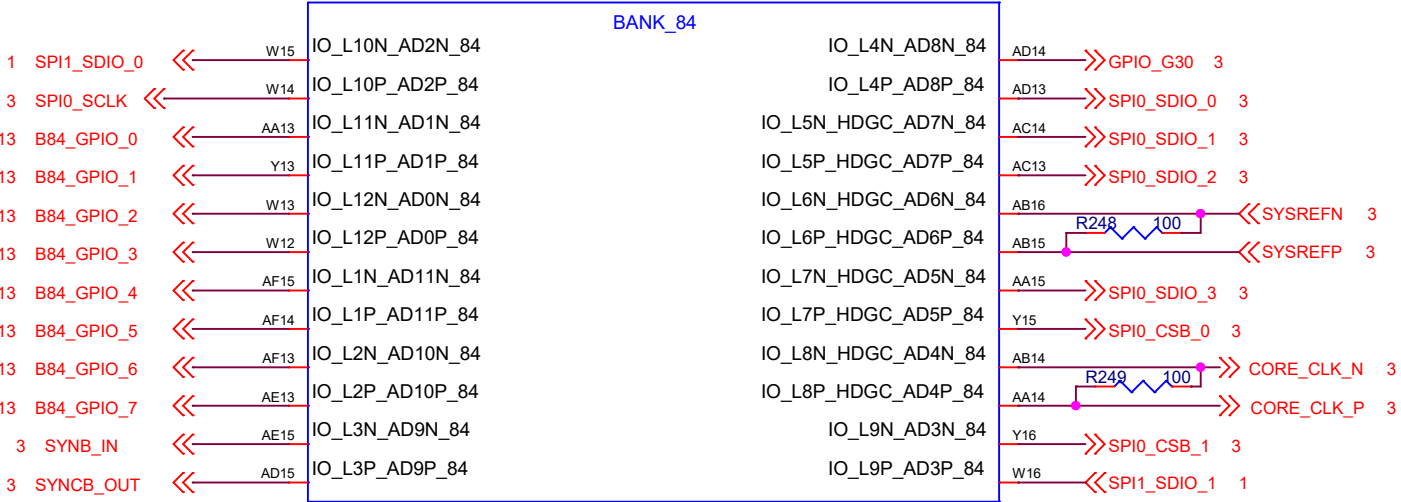 BANK_84
1 SPI1_SDIO_0 W15 IO_L10N_AD2N_84 IO_L4N_AD8N_84 AD14 GPIO_G30 3
3 SPI0_SCLK W14 IO_L10P_AD2P_84 IO_L4P_AD8P_84 AD13 SPI0_SDIO_0 3
13 B84_GPIO_0 AA13 IO_L11N_AD1N_84 IO_L5N_HDGC_AD7N_84 AC14 SPI0_SDIO_1 3
13 B84_GPIO_1 Y13 IO_L11P_AD1P_84 IO_L5P_HDGC_AD7P_84 AC13 SPI0_SDIO_2 3
13 B84_GPIO_2 W13 IO_L12N_AD0N_84 IO_L6N_HDGC_AD6N_84 AB16 SYSREFN 3
R248 100
13 B84_GPIO_3 W12 IO_L12P_AD0P_84 IO_L6P_HDGC_AD6P_84 AB15 SYSREFP 3
13 B84_GPIO_4 AF15 IO_L1N_AD11N_84 IO_L7N_HDGC_AD5N_84 AA15 SPI0_SDIO_3 3
13 B84_GPIO_5 AF14 IO_L1P_AD11P_84 IO_L7P_HDGC_AD5P_84 Y15 SPI0_CSB_0 3
13 B84_GPIO_6 AF13 IO_L2N_AD10N_84 IO_L8N_HDGC_AD4N_84 AB14 CORE_CLK_N 3
R249 100
13 B84_GPIO_7 AE13 IO_L2P_AD10P_84 IO_L8P_HDGC_AD4P_84 AA14 CORE_CLK_P 3
3 SYNB_IN AE15 IO_L3N_AD9N_84 IO_L9N_AD3N_84 Y16 SPI0_CSB_1 3
3 SYNCB_OUT AD15 IO_L3P_AD9P_84 IO_L9P_AD3P_84 W16 SPI1_SDIO_1 1